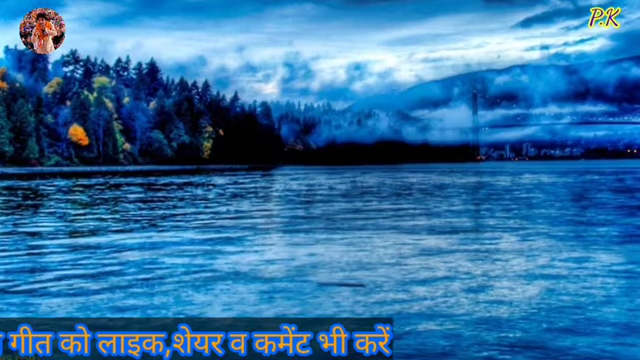 P.K
गीत को लाइक,शेयर व कमेंट भी करें